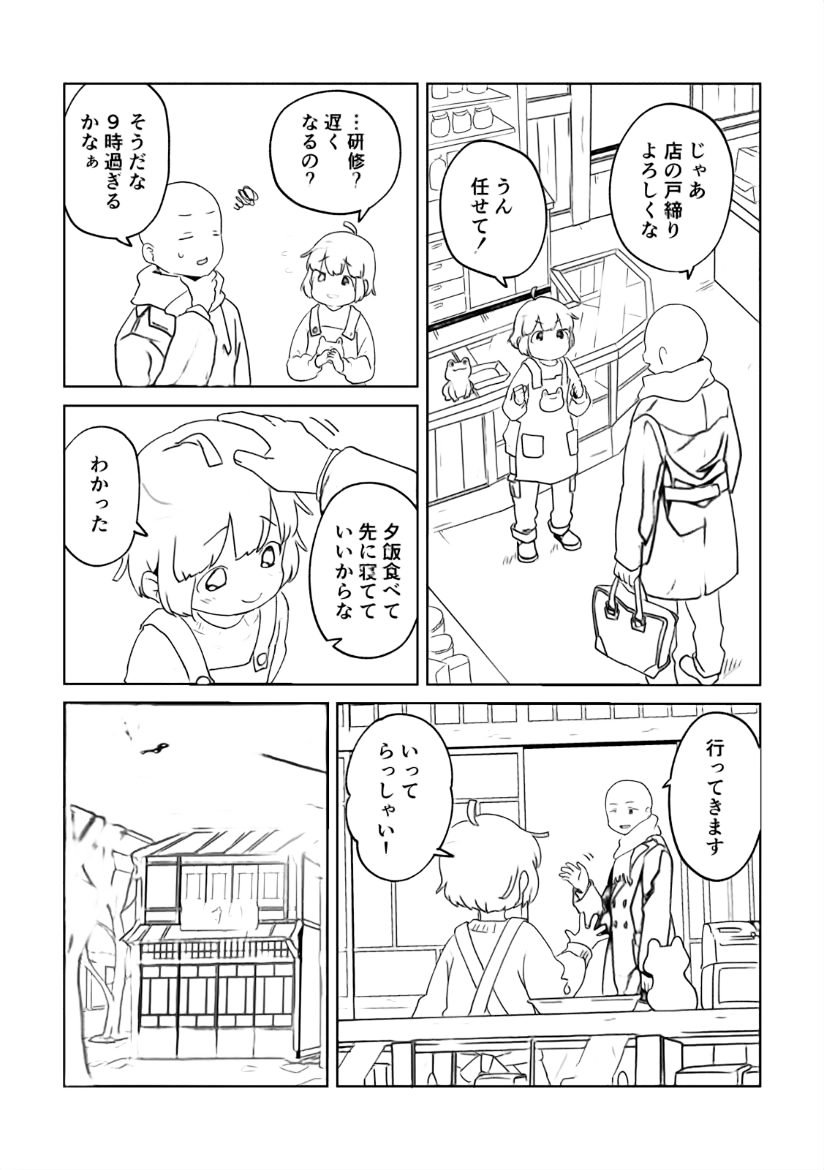 じゃあ
店の戸締り
よろしくな
うん
任せて！
…研修？
遅く
なるの？
そうだな
９時過ぎる
かなぁ
夕飯食べて
先に寝てて
いいからな
わかった
行ってきます
いって
らっしゃい！